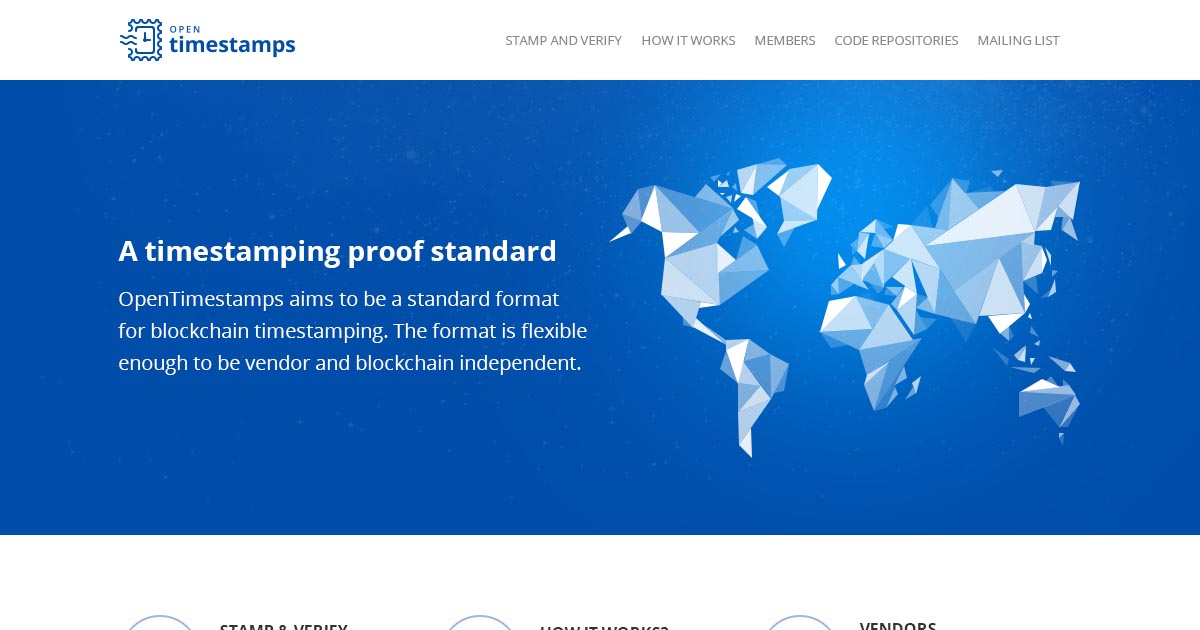 OPEN
timestamps
STAMP AND VERIFY HOW IT WORKS MEMBERS CODE REPOSITORIES MAILING LIST
A timestamping proof standard
OpenTimestamps aims to be a standard format
for blockchain timestamping. The format is flexible
enough to be vendor and blockchain independent.
STAMP & VERIFY
HOW IT WORKS?
VENDORS